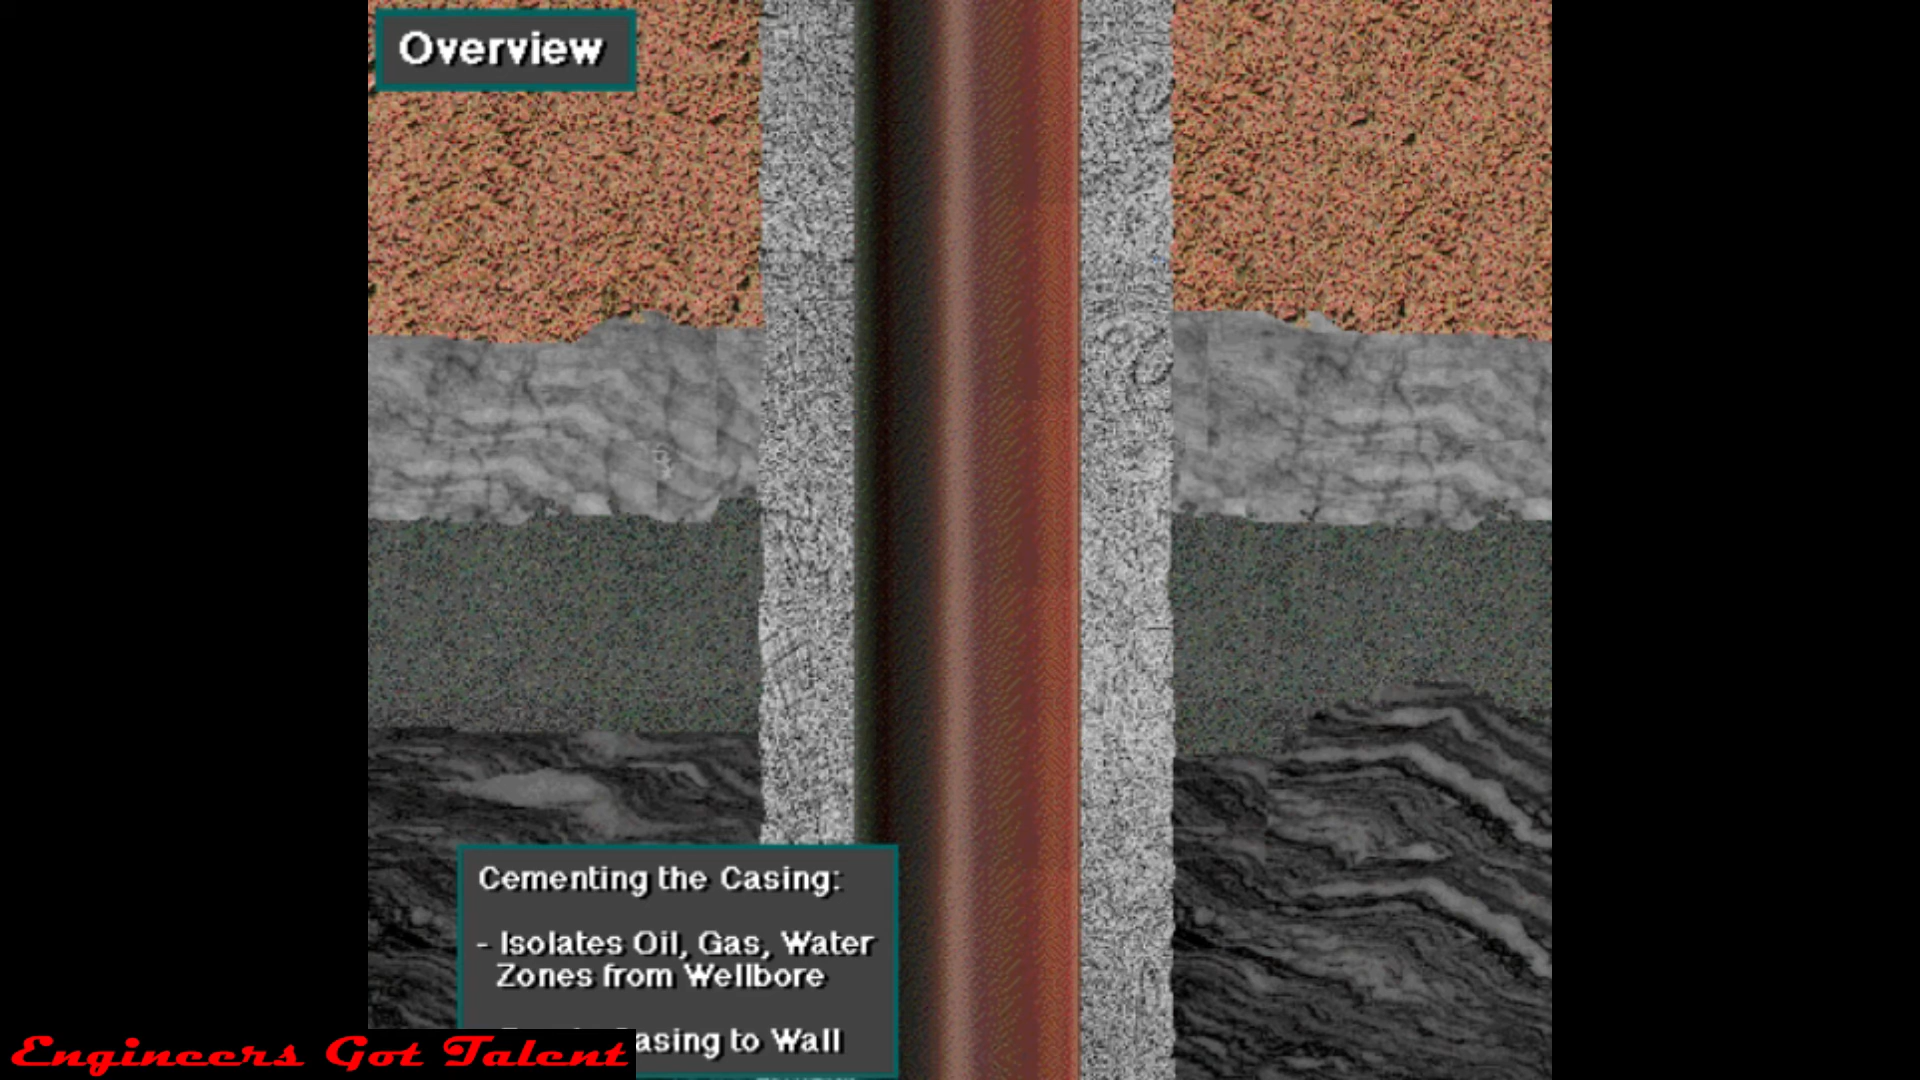 Overview
Cementing the Casing:
- Isolates Oil, Gas, Water
Zones from Wellbore
asing to Wall
Engineers Got Talent